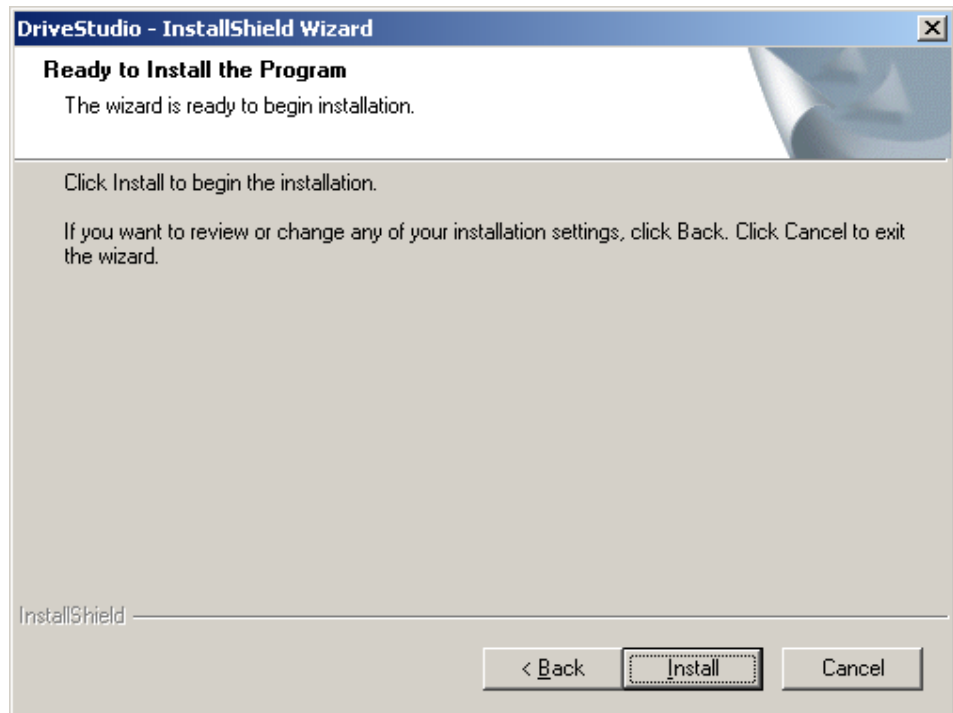 DriveStudio - InstallShield Wizard
Ready to Install the Program
The wizard is ready to begin installation.
Click Install to begin the installation.
If you want to review or change any of your installation settings, click Back. Click Cancel to exit
the wizard.
InstallShield
< Back
Install
Cancel